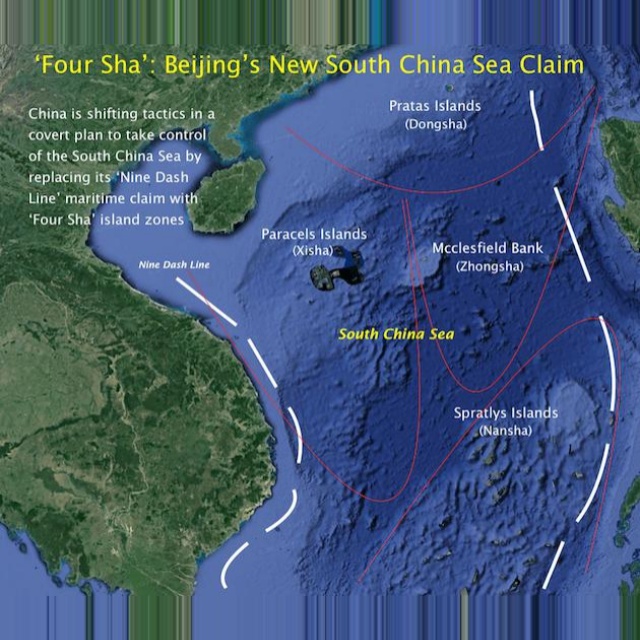 ‘Four Sha’: Beijing’s New South China Sea Claim
China is shifting tactics in a
covert plan to take control
of the South China Sea by
replacing its ‘Nine Dash
Line’ maritime claim with
‘Four Sha’ island zones
Pratas Islands
(Dongsha)
Paracels Islands
(Xisha)
Mcclesfield Bank
(Zhongsha)
Nine Dash Line
South China Sea
Spratlys Islands
(Nansha)